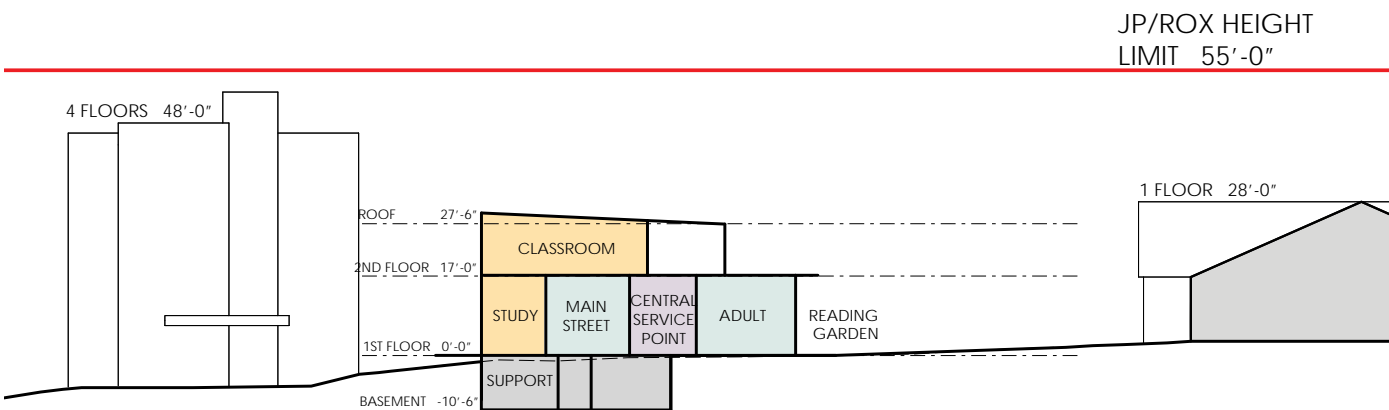 JP/ROX HEIGHT
LIMIT 55'-0"
4 FLOORS 48'-0"
1 FLOOR 28'-0"
ROOF 27'-6"
CLASSROOM
2ND FLOOR 17'-0"
STUDY
MAIN
STREET
CENTRAL
SERVICE
POINT
ADULT
READING
GARDEN
1ST FLOOR 0'-0"
SUPPORT
BASEMENT -10'-6"